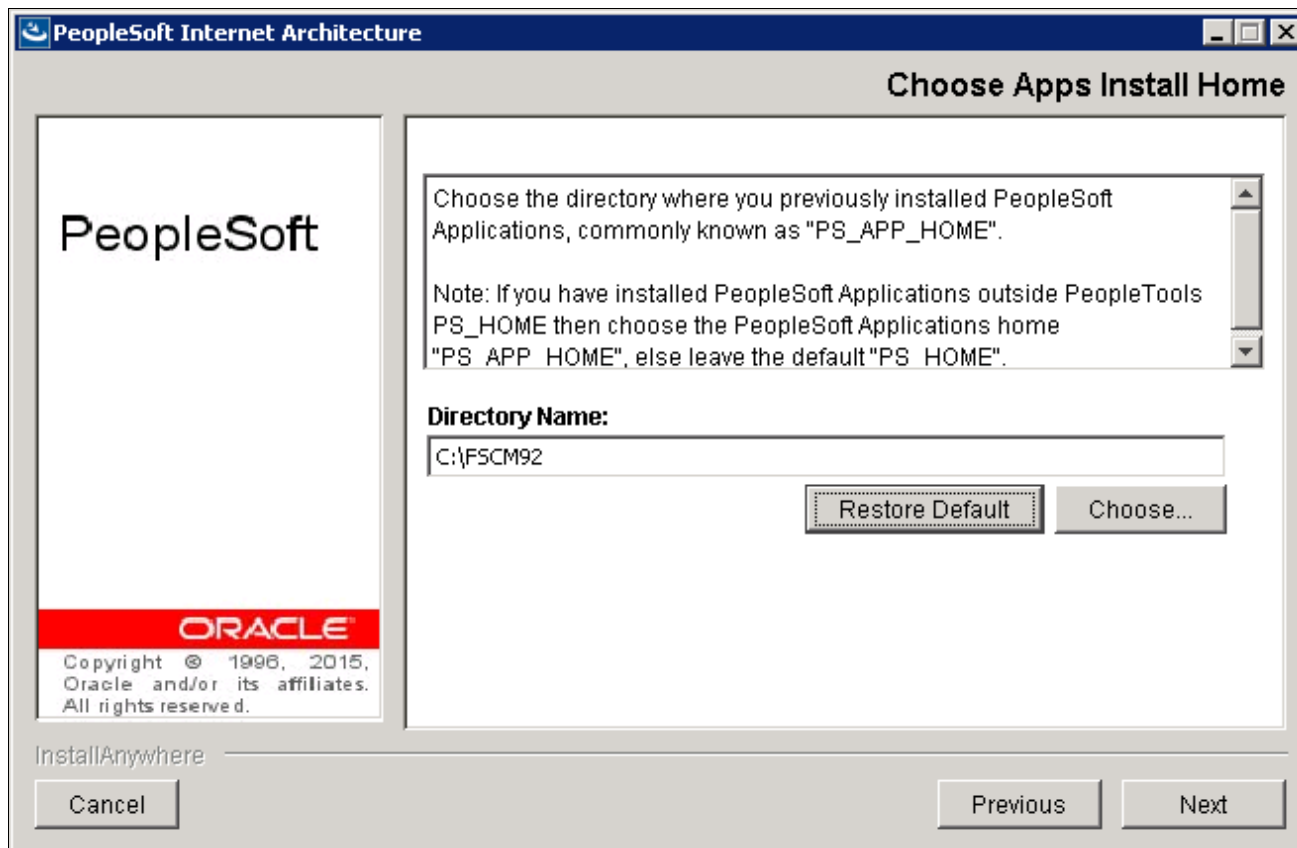 PeopleSoft Internet Architecture
Choose Apps Install Home
PeopleSoft
Choose the directory where you previously installed PeopleSoft
Applications, commonly known as "PS_APP_HOME".
Note: If you have installed PeopleSoft Applications outside PeopleTools
PS_HOME then choose the PeopleSoft Applications home
"PS_APP_HOME", else leave the default "PS_HOME".
Directory Name:
C:\FSCM92
Restore Default
Choose...
ORACLE
Copyright © 1996, 2015,
Oracle and/or its affiliates.
All rights reserved.
InstallAnywhere
Cancel
Previous
Next